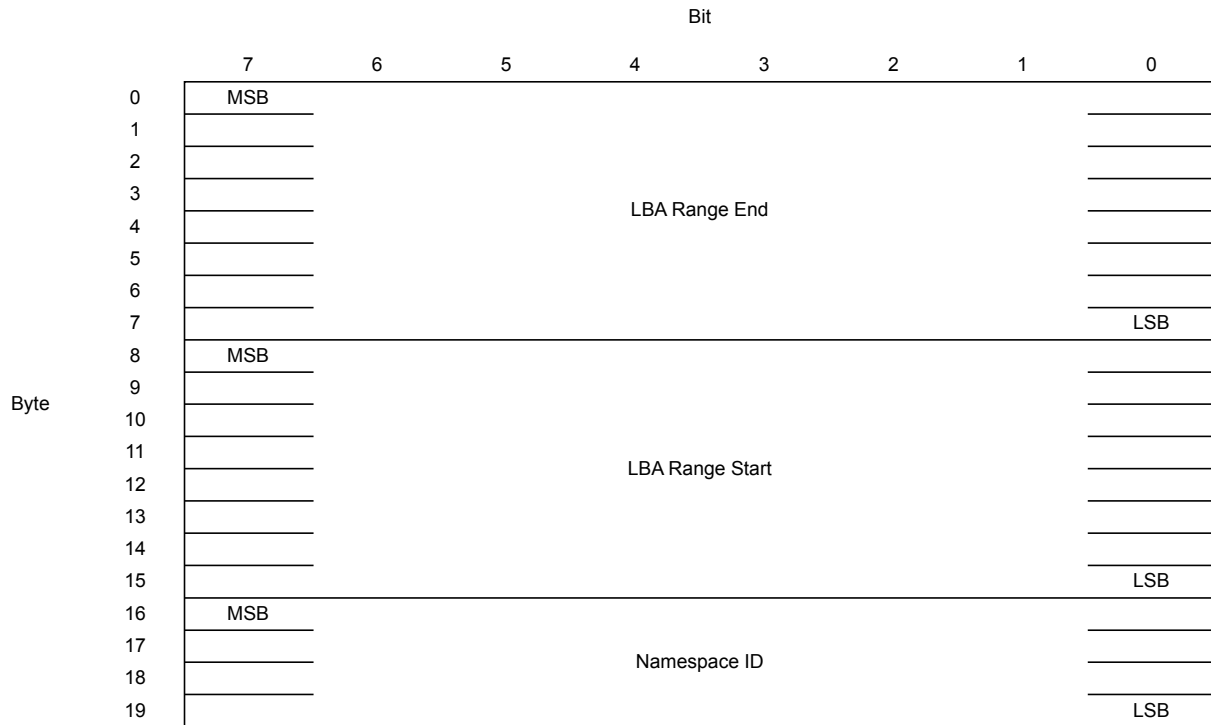 Bit
7 6 5 4 3 2 1 0
0 MSB
1
2
3
LBA Range End
4
5
6
7 LSB
8 MSB
9
Byte
10
11
LBA Range Start
12
13
14
15 LSB
16 MSB
17
Namespace ID
18
19 LSB